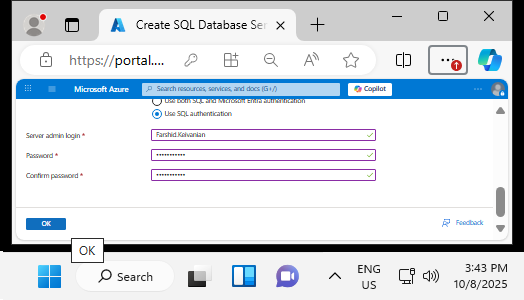 Create SQL Database Ser
https://portal....
Microsoft Azure
Search resources, services, and docs (G+/)
Copilot
Use both SQL and Microsoft Entra authentication
Use SQL authentication
Server admin login *
Farshid.Keivanian
Password *
Confirm password *
OK
Feedback
OK
Search
ENG
US
3:43 PM
10/8/2025